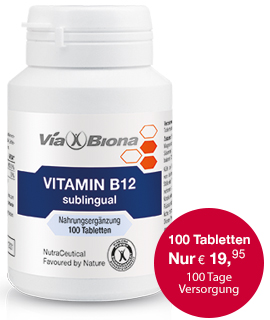 Via Biona
VITAMIN B12
sublingual
Nahrungsergänzung
100 Tabletten
NutraCeutical
Favoured by Nature
100 Tabletten
Nur € 19,95
100 Tage
Versorgung